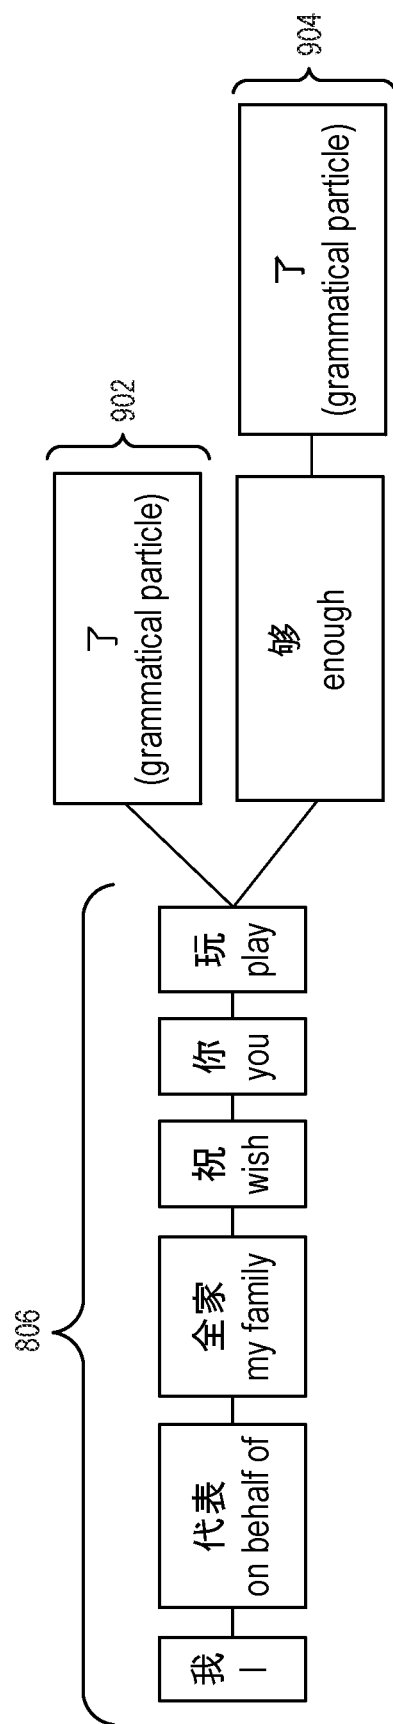 806
我
I
代表
on behalf of
全家
my family
祝
wish
你
you
玩
play
了
(grammatical particle)
902
够
enough
了
(grammatical particle)
904